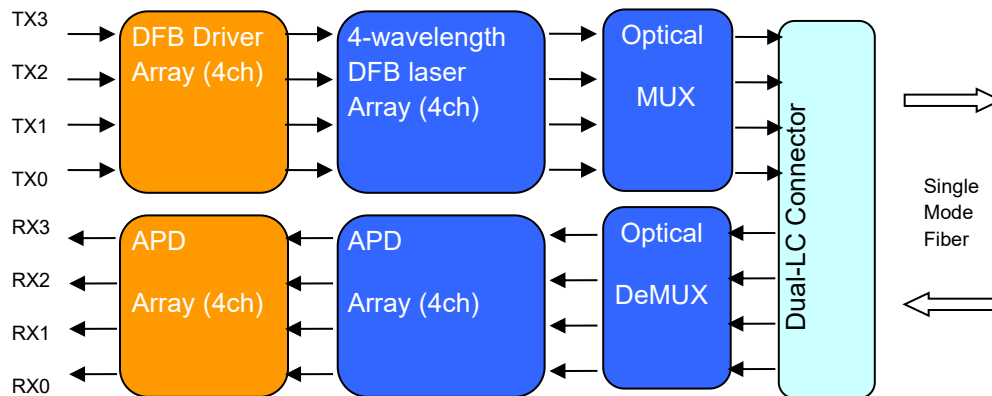 TX3
TX2
TX1
TX0
DFB Driver
Array (4ch)
4-wavelength
DFB laser
Array (4ch)
Optical
MUX
RX3
RX2
RX1
RX0
APD
Array (4ch)
APD
Array (4ch)
Optical
DeMUX
Dual-LC Connector
Single
Mode
Fiber